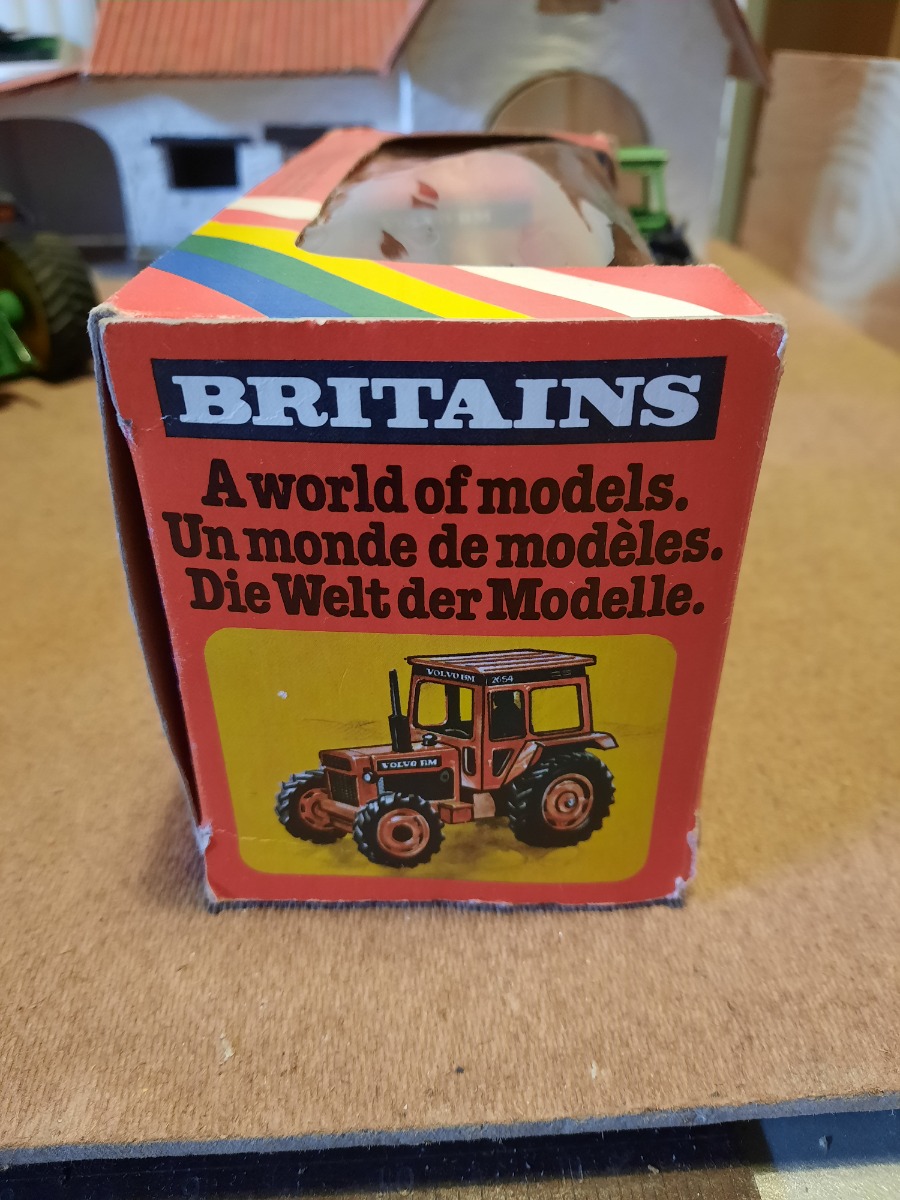 BRITAINS
A world of models.
Un monde de modèles.
Die Welt der Modelle.
VOLVO BM 2654
VOLVO BM